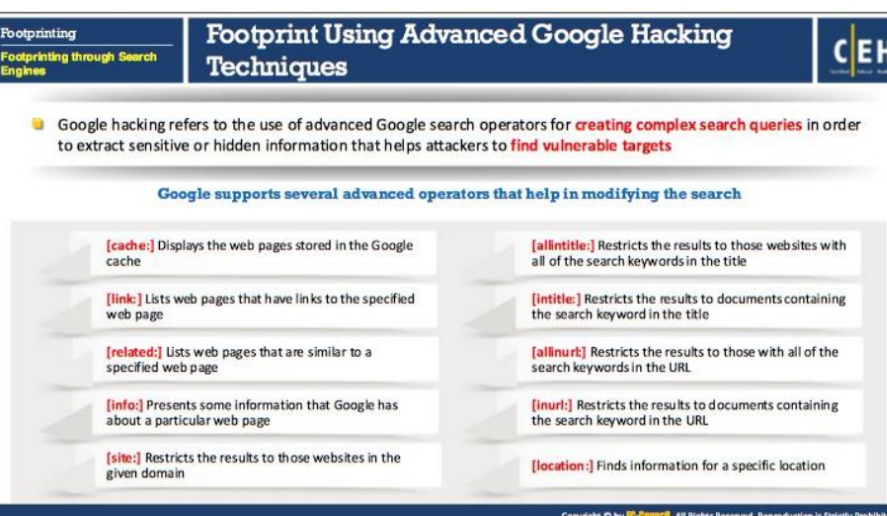 Footprinting
Footprinting through Search
Engines
Footprint Using Advanced Google Hacking
Techniques
C|EH
Google hacking refers to the use of advanced Google search operators for creating complex search queries in order
to extract sensitive or hidden information that helps attackers to find vulnerable targets
Google supports several advanced operators that help in modifying the search
[cache:] Displays the web pages stored in the Google
cache
[link:] Lists web pages that have links to the specified
web page
[related:] Lists web pages that are similar to a
specified web page
[info:] Presents some information that Google has
about a particular web page
[site:] Restricts the results to those websites in the
given domain
[allintitle:] Restricts the results to those websites with
all of the search keywords in the title
[intitle:] Restricts the results to documents containing
the search keyword in the title
[allinurl:] Restricts the results to those with all of the
search keywords in the URL
[inurl:] Restricts the results to documents containing
the search keyword in the URL
[location:] Finds information for a specific location
Copyright © by EC-Council. All Rights Reserved. Reproduction is Strictly Prohibit